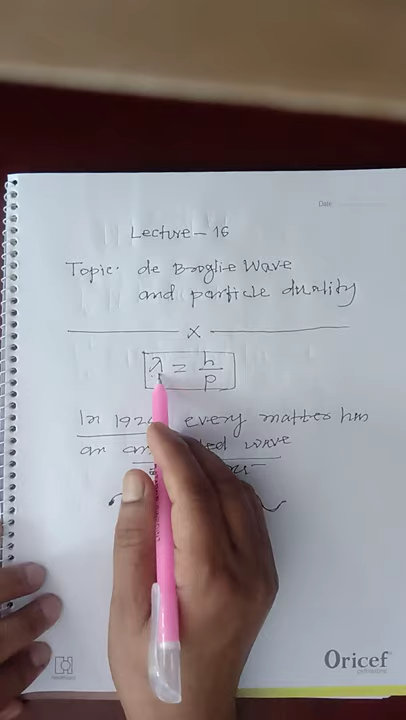 Date
Lecture - 16
Topic. de Broglie Wave
and particle duality
x
λ = h/p
In 192 every matter has
an wave
Oricef